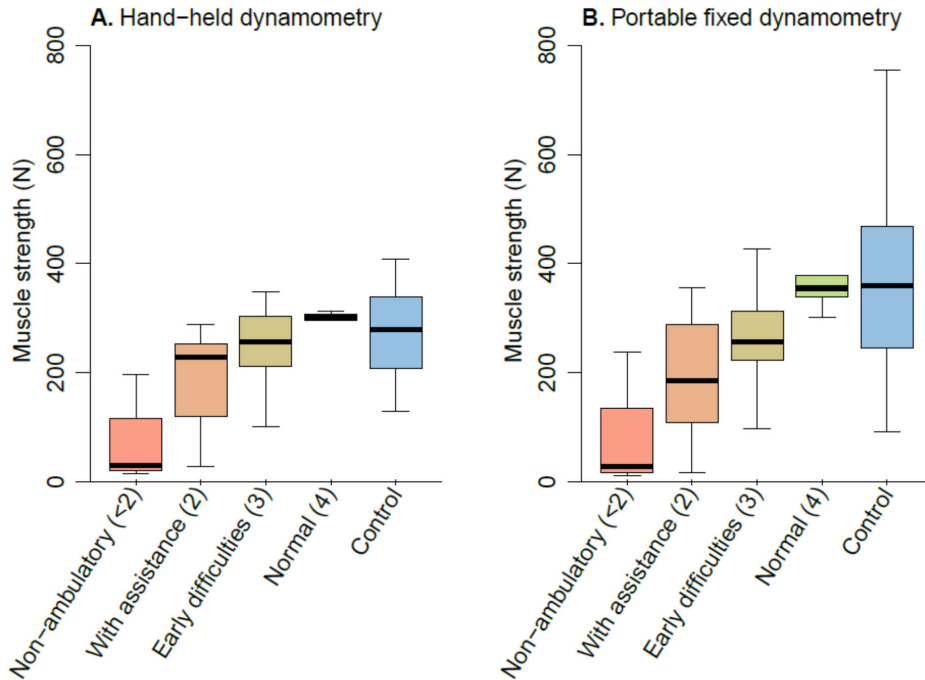 A. Hand−held dynamometry
Muscle strength (N)
800
600
400
200
0
Non−ambulatory (<2)
With assistance (2)
Early difficulties (3)
Normal (4)
Control
B. Portable fixed dynamometry
Muscle strength (N)
800
600
400
200
0
Non−ambulatory (<2)
With assistance (2)
Early difficulties (3)
Normal (4)
Control